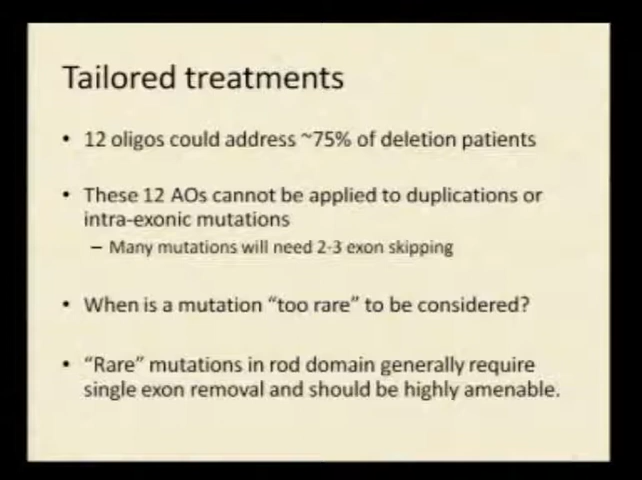 Tailored treatments
• 12 oligos could address ~75% of deletion patients
• These 12 AOs cannot be applied to duplications or
intra-exonic mutations
– Many mutations will need 2-3 exon skipping
• When is a mutation “too rare” to be considered?
• “Rare” mutations in rod domain generally require
single exon removal and should be highly amenable.